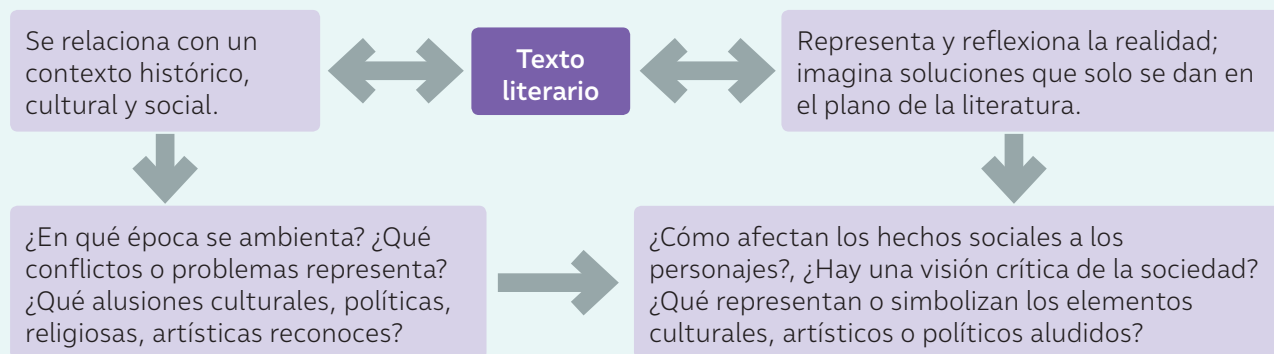 Se relaciona con un
contexto histórico,
cultural y social.
Texto
literario
Representa y reflexiona la realidad;
imagina soluciones que solo se dan en
el plano de la literatura.
¿En qué época se ambienta? ¿Qué
conflictos o problemas representa?
¿Qué alusiones culturales, políticas,
religiosas, artísticas reconoces?
¿Cómo afectan los hechos sociales a los
personajes?, ¿Hay una visión crítica de la sociedad?
¿Qué representan o simbolizan los elementos
culturales, artísticos o políticos aludidos?